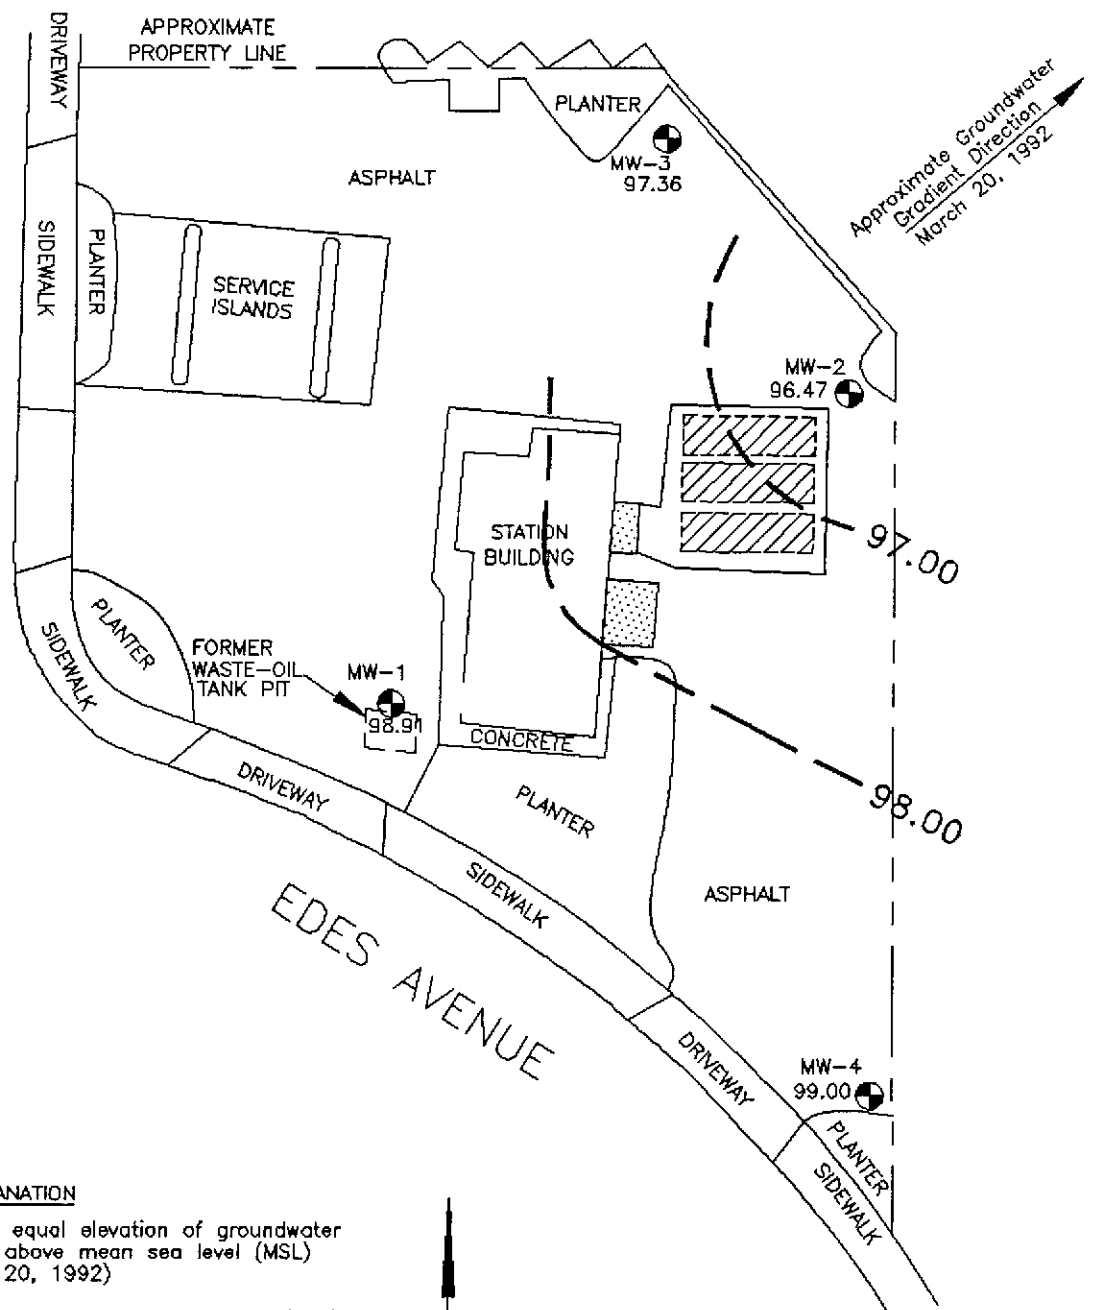 DRIVEWAY
APPROXIMATE
PROPERTY LINE
PLANTER
Approximate Groundwater
Gradient Direction
March 20, 1992
MW-3
97.36
ASPHALT
SIDEWALK
PLANTER
SERVICE
ISLANDS
MW-2
96.47
STATION
BUILDING
97.00
PLANTER
SIDEWALK
FORMER
WASTE-OIL
TANK PIT
MW-1
98.91
CONCRETE
DRIVEWAY
PLANTER
98.00
SIDEWALK
ASPHALT
EDES AVENUE
DRIVEWAY
MW-4
99.00
PLANTER
SIDEWALK
ANATION
equal elevation of groundwater
above mean sea level (MSL)
20, 1992)